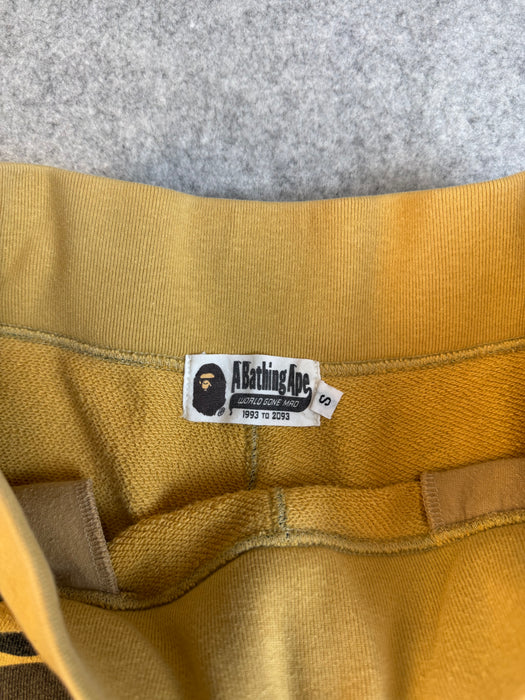 A Bathing Ape
WORLD GONE MAD
1993 TO 2093
S